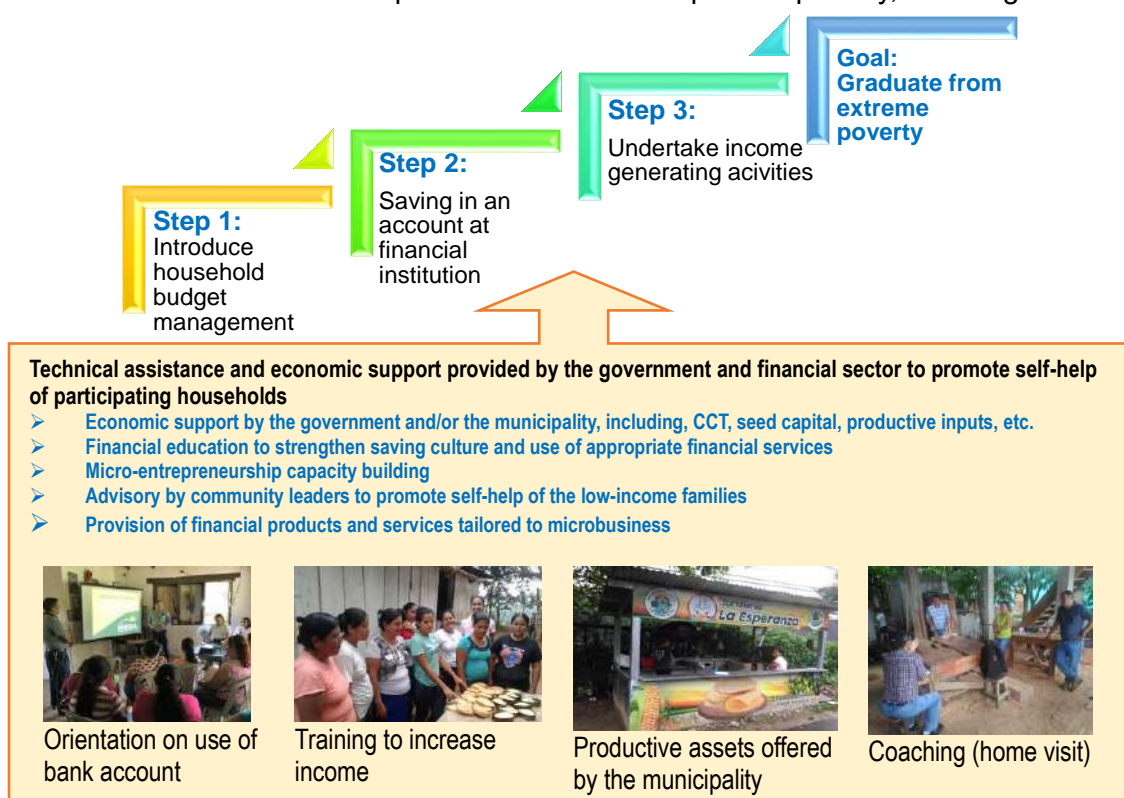 Goal:
Graduate from
extreme
poverty
Step 3:
Undertake income
generating acivities
Step 2:
Saving in an
account at
financial
institution
Step 1:
Introduce
household
budget
management
Technical assistance and economic support provided by the government and financial sector to promote self-help
of participating households
➢ Economic support by the government and/or the municipality, including, CCT, seed capital, productive inputs, etc.
➢ Financial education to strengthen saving culture and use of appropriate financial services
➢ Micro-entrepreneurship capacity building
➢ Advisory by community leaders to promote self-help of the low-income families
➢ Provision of financial products and services tailored to microbusiness
La Esperanza
Orientation on use of
bank account
Training to increase
income
Productive assets offered
by the municipality
Coaching (home visit)